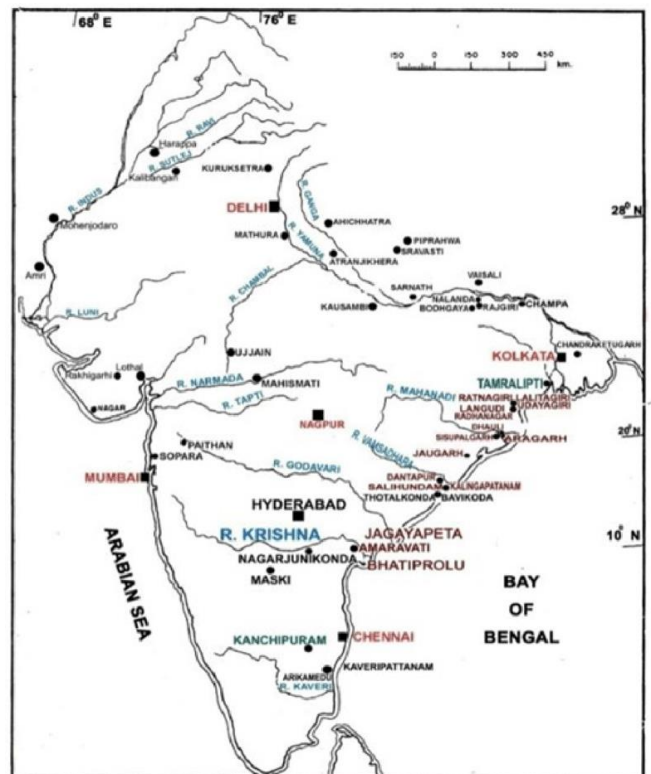 68° E
76° E
150 0 150 300 450
km.
R. RAVI
Harappa
R. SUTLEJ
Kalibangan
KURUKSETRA
R. INDUS
R. GANGA
DELHI
28° N
Mohenjodaro
AHICHHATRA
MATHURA
R. YAMUNA
PIPRAHWA
SRAVASTI
ATRANJIKHERA
Amri
R. CHAMBAL
VAISALI
SARNATH
R. LUNI
KAUSAMBI
NALANDA
CHAMPA
BODHGAYA
RAJGIRI
CHANDRAKETUGARH
UJJAIN
KOLKATA
Rakhigarhi
Lothal
R. NARMADA
MAHISMATI
TAMRALIPTI
R. MAHANADI
RATNAGIRI LALITAGIRI
NAGAR
R. TAPTI
LANGUDI
UDAYAGIRI
RADHANAGAR
NAGPUR
DHAULI
20° N
SISUPALGARH
ARAGARH
PAITHAN
R. VAMSADHARA
SOPARA
JAUGARH
R. GODAVARI
MUMBAI
DANTAPUR
SALIHUNDAM
KALINGAPATANAM
THOTALKONDA
BAVIKODA
HYDERABAD
R. KRISHNA
JAGAYAPETA
10° N
AMARAVATI
NAGARJUNIKONDA
BHATIPROLU
MASKI
ARABIAN SEA
BAY
OF
BENGAL
KANCHIPURAM
CHENNAI
KAVERIPATTANAM
ARIKAMEDU
R. KAVERI